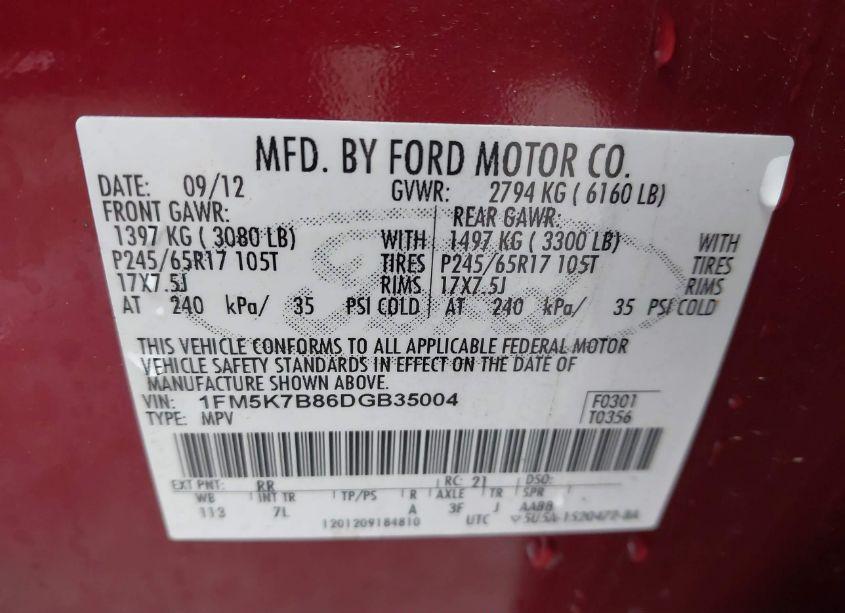 MFD. BY FORD MOTOR CO.
DATE: 09/12 GVWR: 2794 KG ( 6160 LB)
FRONT GAWR: REAR GAWR:
1397 KG ( 3080 LB) WITH 1497 KG ( 3300 LB) WITH
P245/65R17 105T TIRES P245/65R17 105T TIRES
17X7.5J RIMS 17X7.5J RIMS
AT 240 kPa/ 35 PSI COLD AT 240 kPa/ 35 PSI COLD
THIS VEHICLE CONFORMS TO ALL APPLICABLE FEDERAL MOTOR
VEHICLE SAFETY STANDARDS IN EFFECT ON THE DATE OF
MANUFACTURE SHOWN ABOVE.
VIN: 1FM5K7B86DGB35004 F0301
TYPE: MPV T0356
EXT PNT: RR RC: 21 DSO:
WB INT TR TP/PS R AXLE TR SPR
113 7L A 3F J AABB
1201209184810 UTC 5U5A-1520472-BA